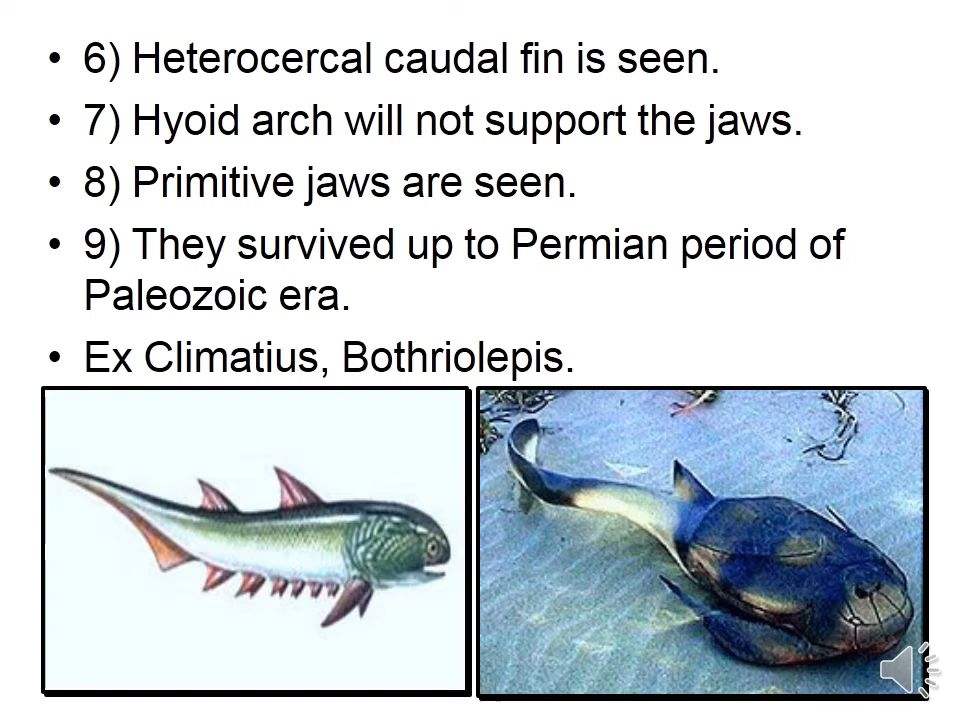 • 6) Heterocercal caudal fin is seen.
• 7) Hyoid arch will not support the jaws.
• 8) Primitive jaws are seen.
• 9) They survived up to Permian period of
Paleozoic era.
• Ex Climatius, Bothriolepis.